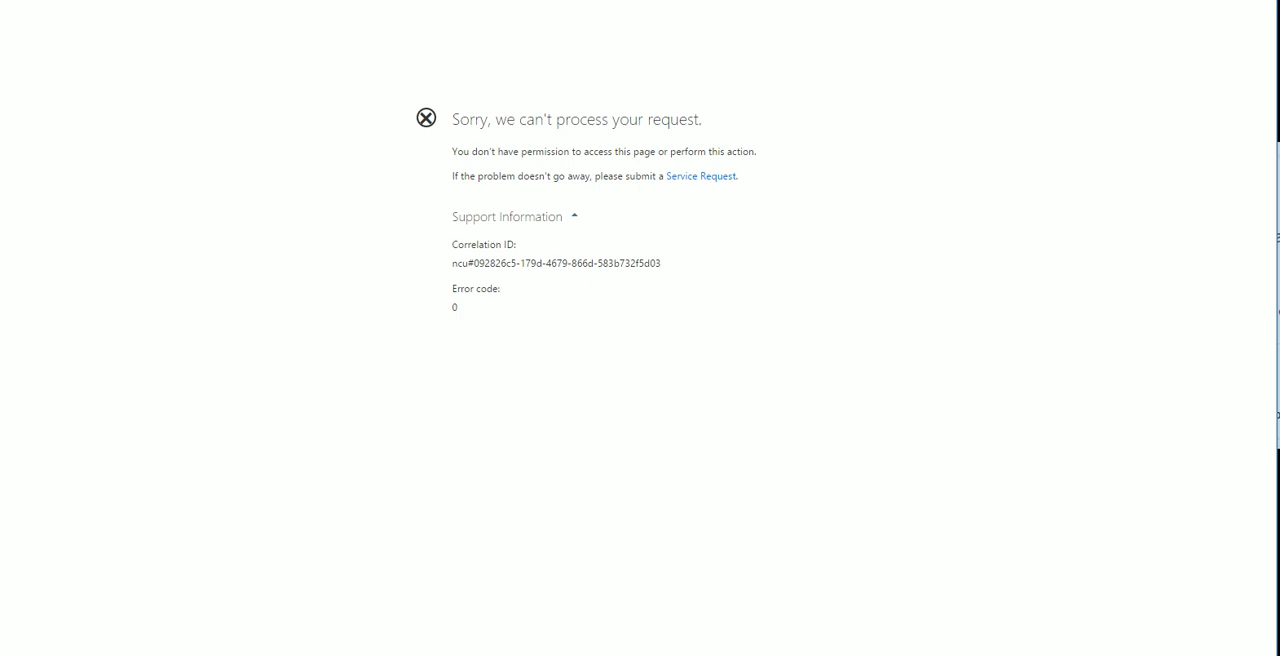 Sorry, we can't process your request.
You don't have permission to access this page or perform this action.
If the problem doesn't go away, please submit a Service Request.
Support Information
Correlation ID:
ncu#092826c5-179d-4679-866d-583b732f5d03
Error code:
0